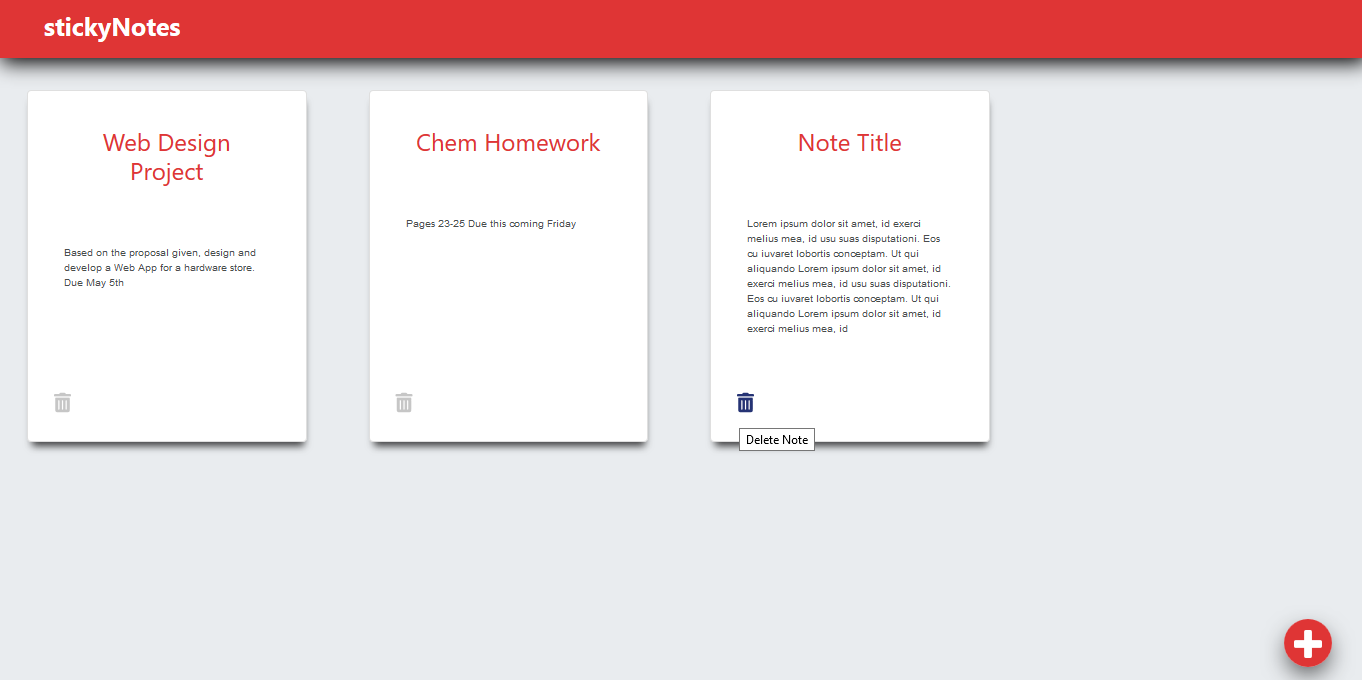 stickyNotes
Web Design
Project
Based on the proposal given, design and
develop a Web App for a hardware store.
Due May 5th
Chem Homework
Pages 23-25 Due this coming Friday
Note Title
Lorem ipsum dolor sit amet, id exerci
melius mea, id usu suas disputationi. Eos
cu iuvaret lobortis conceptam. Ut qui
aliquando Lorem ipsum dolor sit amet, id
exerci melius mea, id usu suas disputationi.
Eos cu iuvaret lobortis conceptam. Ut qui
aliquando Lorem ipsum dolor sit amet, id
exerci melius mea, id
Delete Note